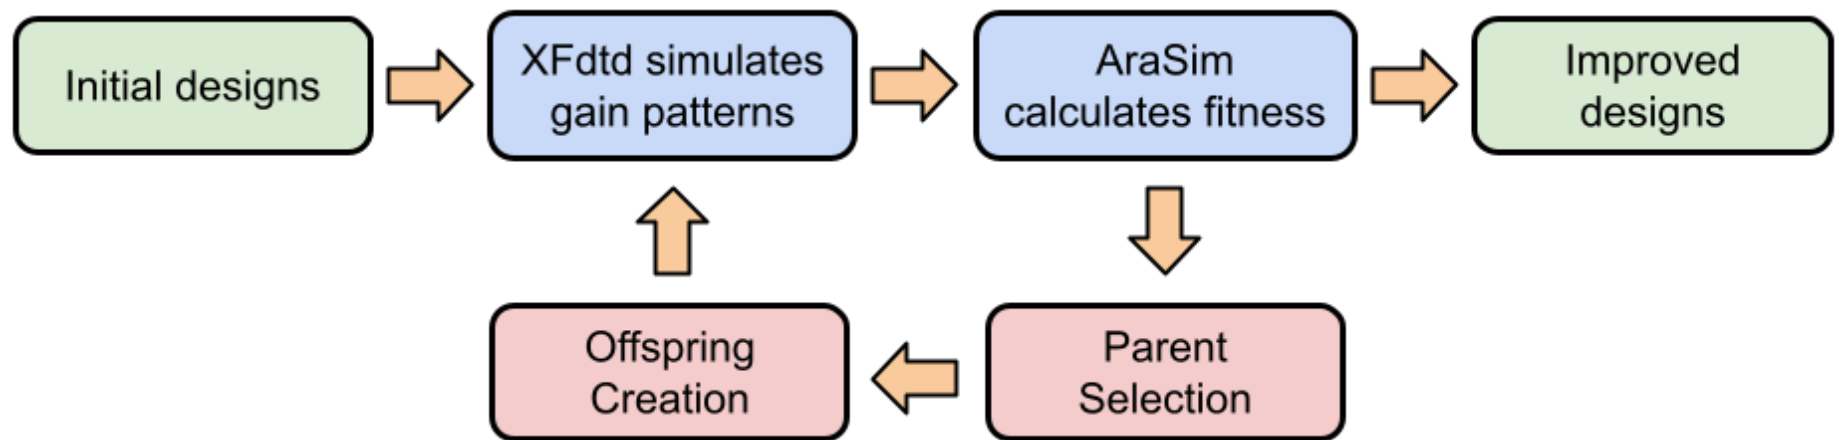 Initial designs
XFdtd simulates
gain patterns
AraSim
calculates fitness
Improved
designs
Offspring
Creation
Parent
Selection